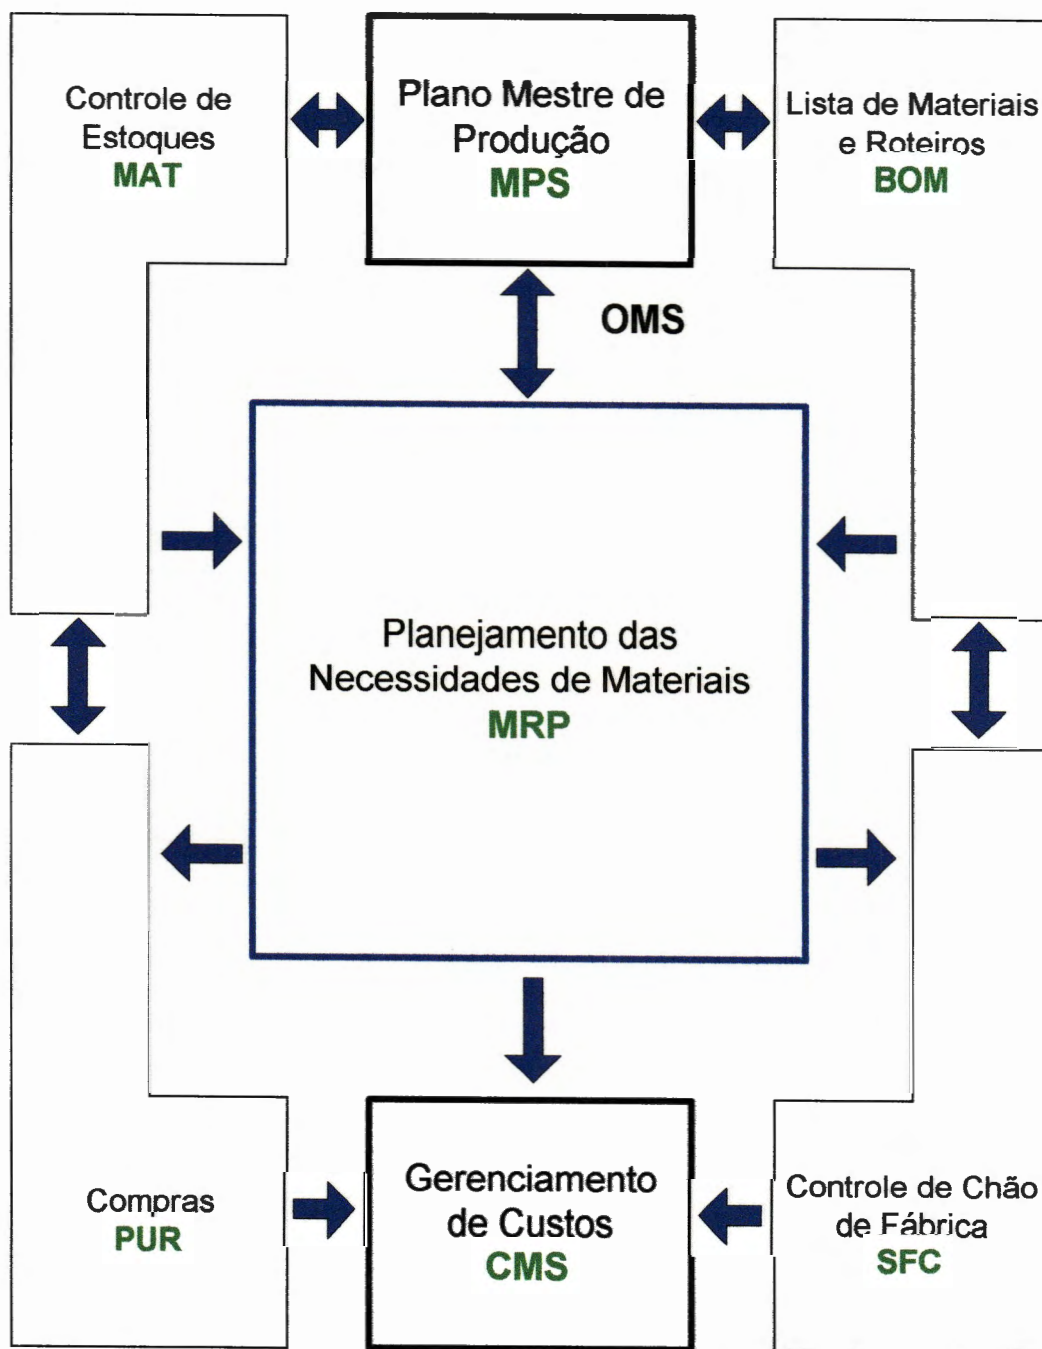 Controle de
Estoques
MAT
Plano Mestre de
Produção
MPS
Lista de Materiais
e Roteiros
BOM
OMS
Planejamento das
Necessidades de Materiais
MRP
Compras
PUR
Gerenciamento
de Custos
CMS
Controle de Chão
de Fábrica
SFC